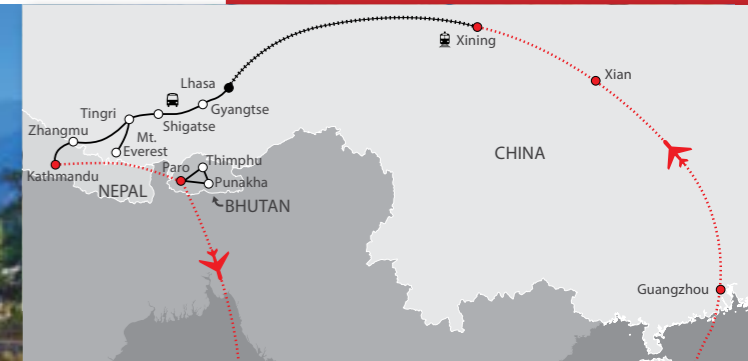 Xining
Lhasa
Xian
Gyangtse
Tingri
Shigatse
Zhangmu
Mt.
Everest
CHINA
Thimphu
Paro
Kathmandu
Punakha
NEPAL
BHUTAN
Guangzhou